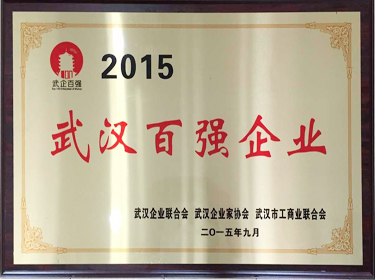 2015
武企百强
武汉百强企业
武汉企业联合会 武汉企业家协会 武汉市工商业联合会
二〇一五年九月